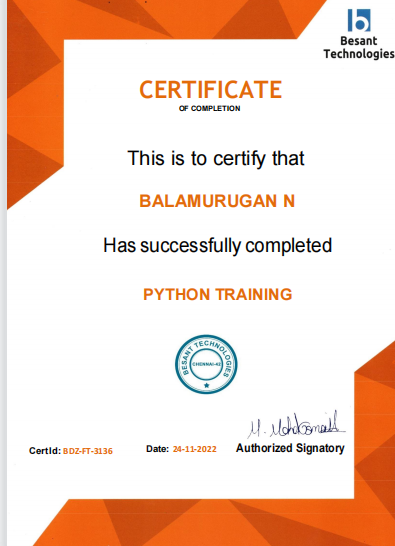 Besant
Technologies
CERTIFICATE
OF COMPLETION
This is to certify that
BALAMURUGAN N
Has successfully completed
PYTHON TRAINING
BESANT TECHNOLOGIES
CHENNAI-42
CertId: BDZ-FT-3136
Date: 24-11-2022
Authorized Signatory